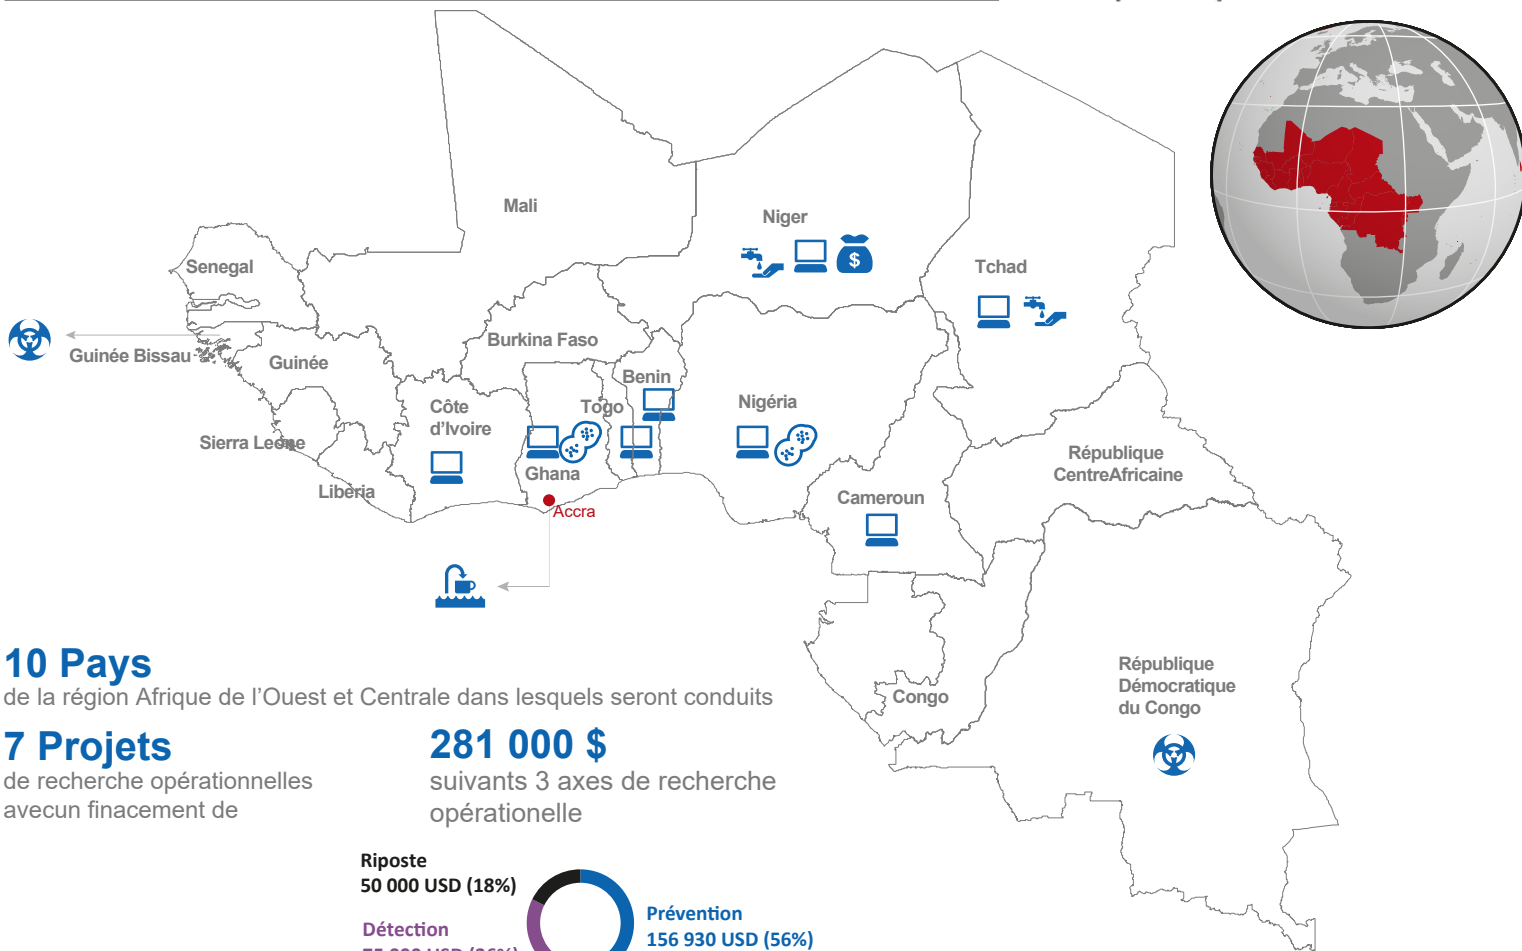 Mali
Niger
$
Senegal
Tchad
Burkina Faso
Guinée Bissau
Guinée
Benin
Côte
d'Ivoire
Togo
Nigéria
Sierra Leone
République
CentreAfricaine
Ghana
Liberia
Cameroun
Accra
10 Pays
de la région Afrique de l'Ouest et Centrale dans lesquels seront conduits
République
Démocratique
du Congo
Congo
7 Projets
de recherche opérationnelles
avecun finacement de
281 000 $
suivants 3 axes de recherche
opérationelle
Riposte
50 000 USD (18%)
Prévention
156 930 USD (56%)
Détection